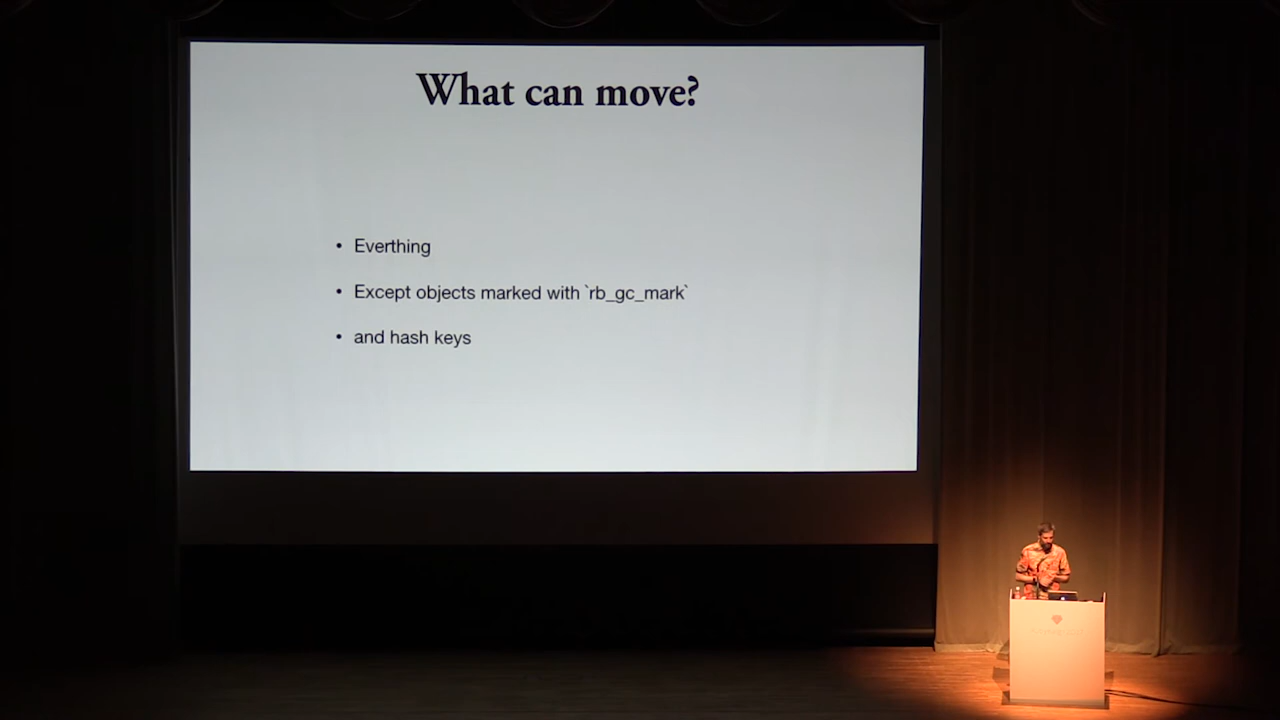 What can move?
• Everthing
• Except objects marked with `rb_gc_mark`
• and hash keys